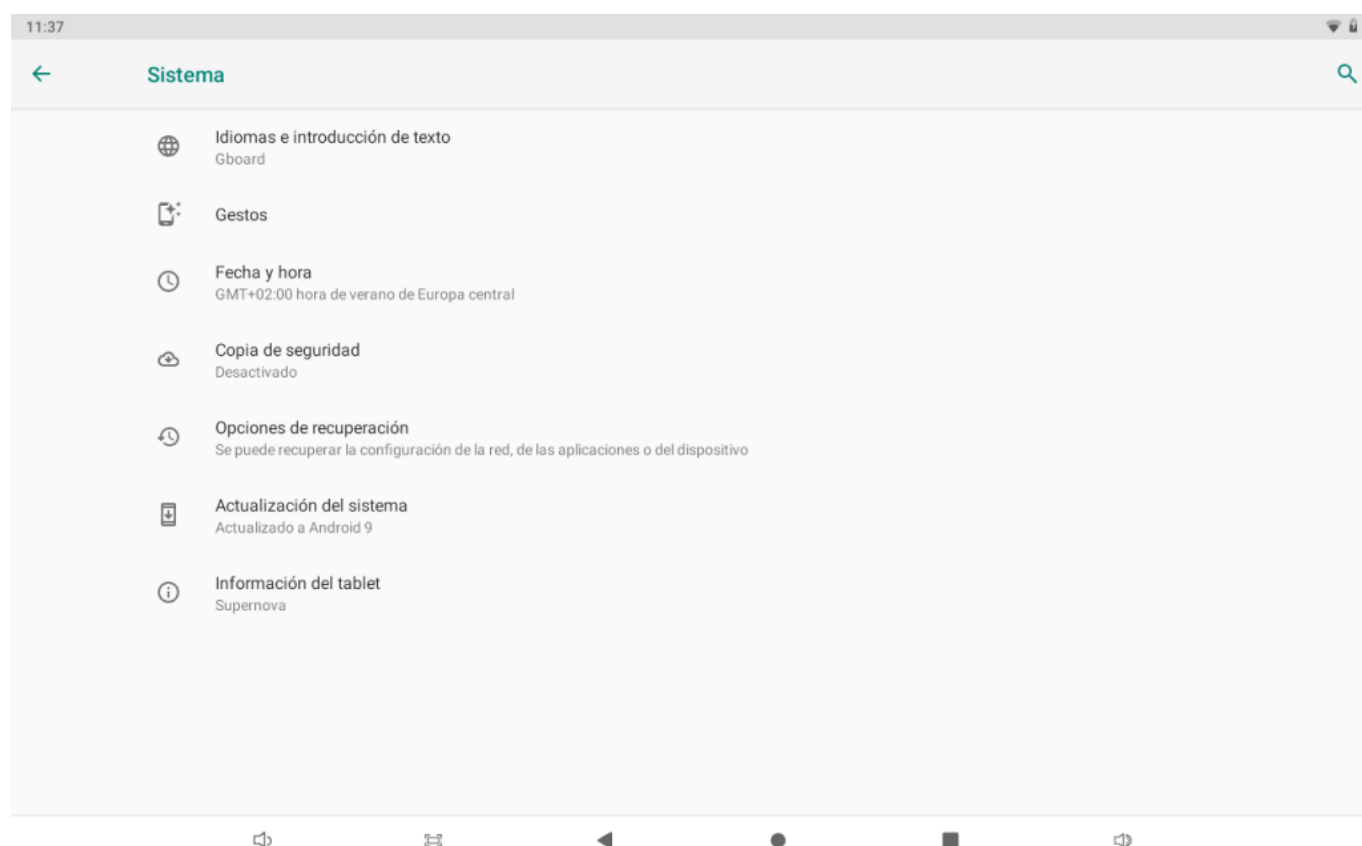 11:37
Sistema
Idiomas e introducción de texto
Gboard
Gestos
Fecha y hora
GMT+02:00 hora de verano de Europa central
Copia de seguridad
Desactivado
Opciones de recuperación
Se puede recuperar la configuración de la red, de las aplicaciones o del dispositivo
Actualización del sistema
Actualizado a Android 9
Información del tablet
Supernova